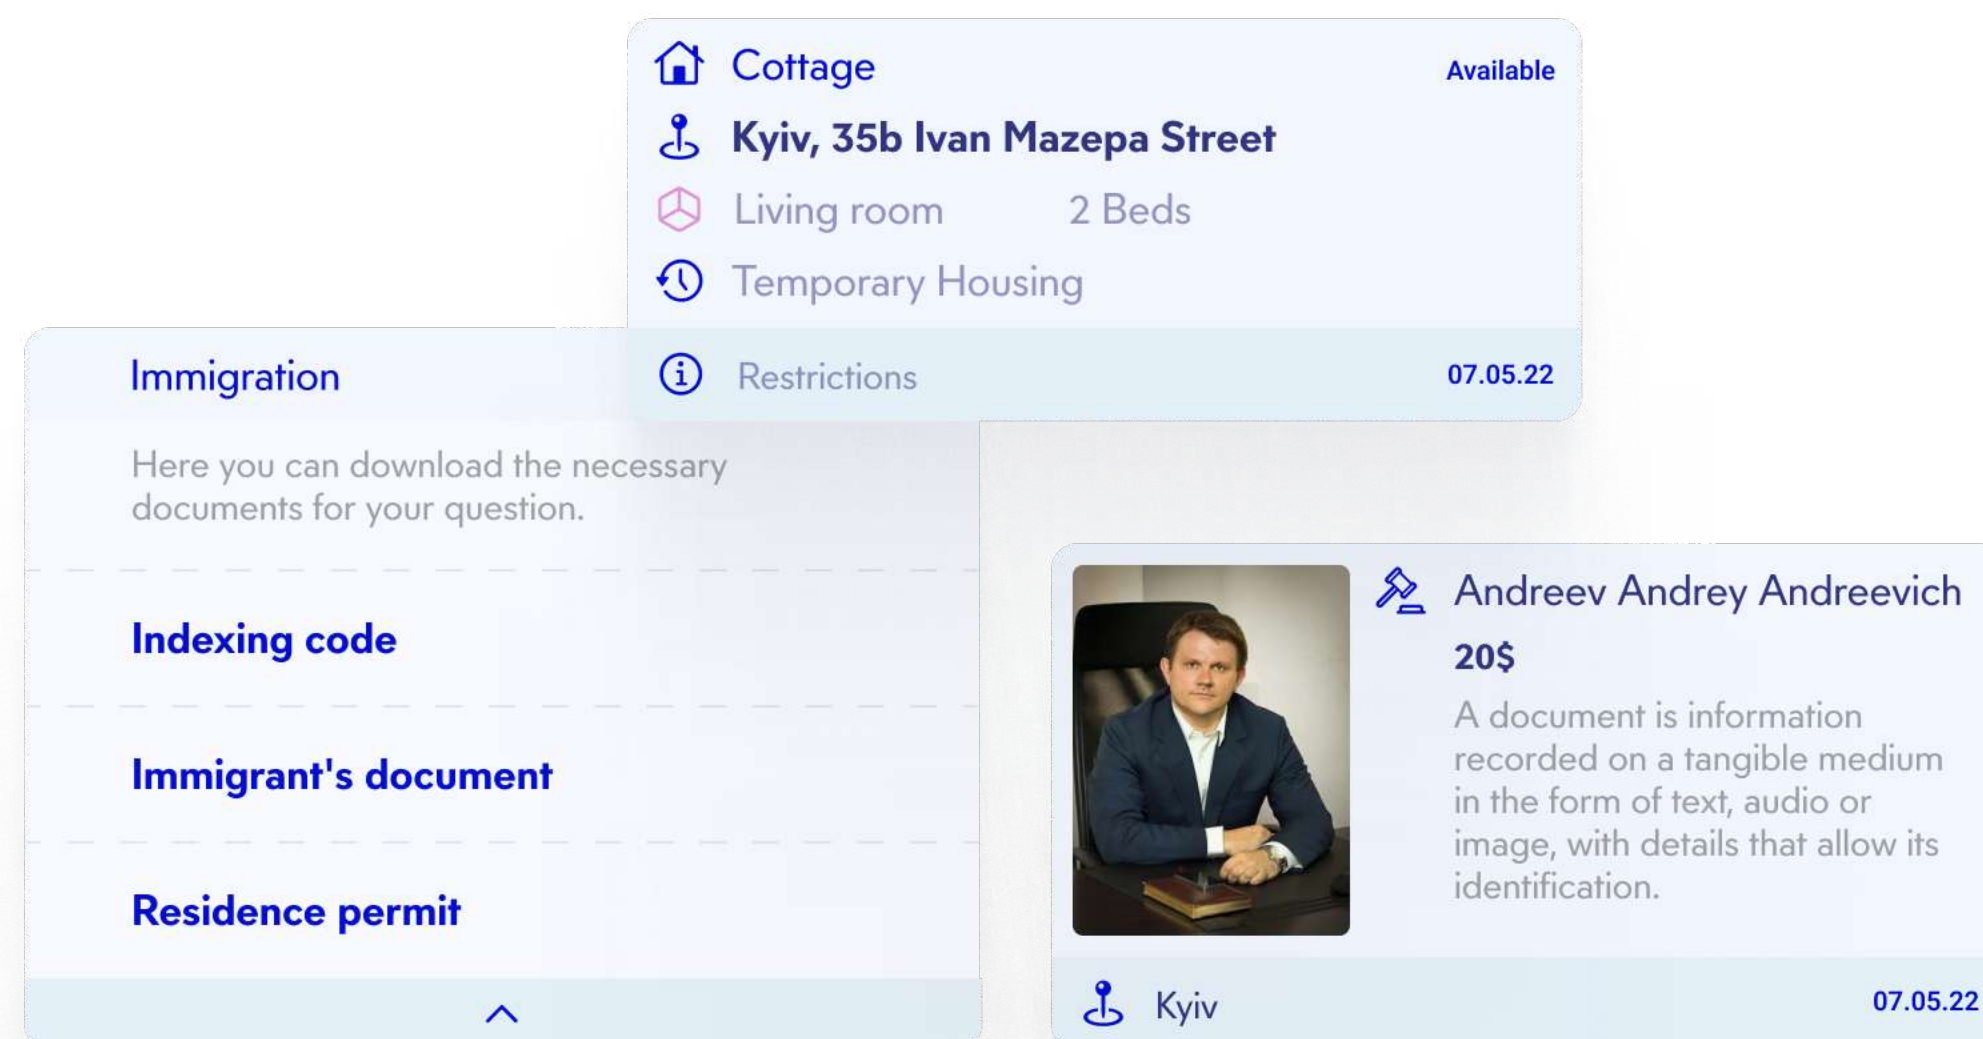 Cottage
Available
Kyiv, 35b Ivan Mazepa Street
Living room 2 Beds
Temporary Housing
Restrictions
07.05.22
Immigration
Here you can download the necessary
documents for your question.
Indexing code
Immigrant's document
Residence permit
Andreev Andrey Andreevich
20$
A document is information
recorded on a tangible medium
in the form of text, audio or
image, with details that allow its
identification.
Kyiv
07.05.22